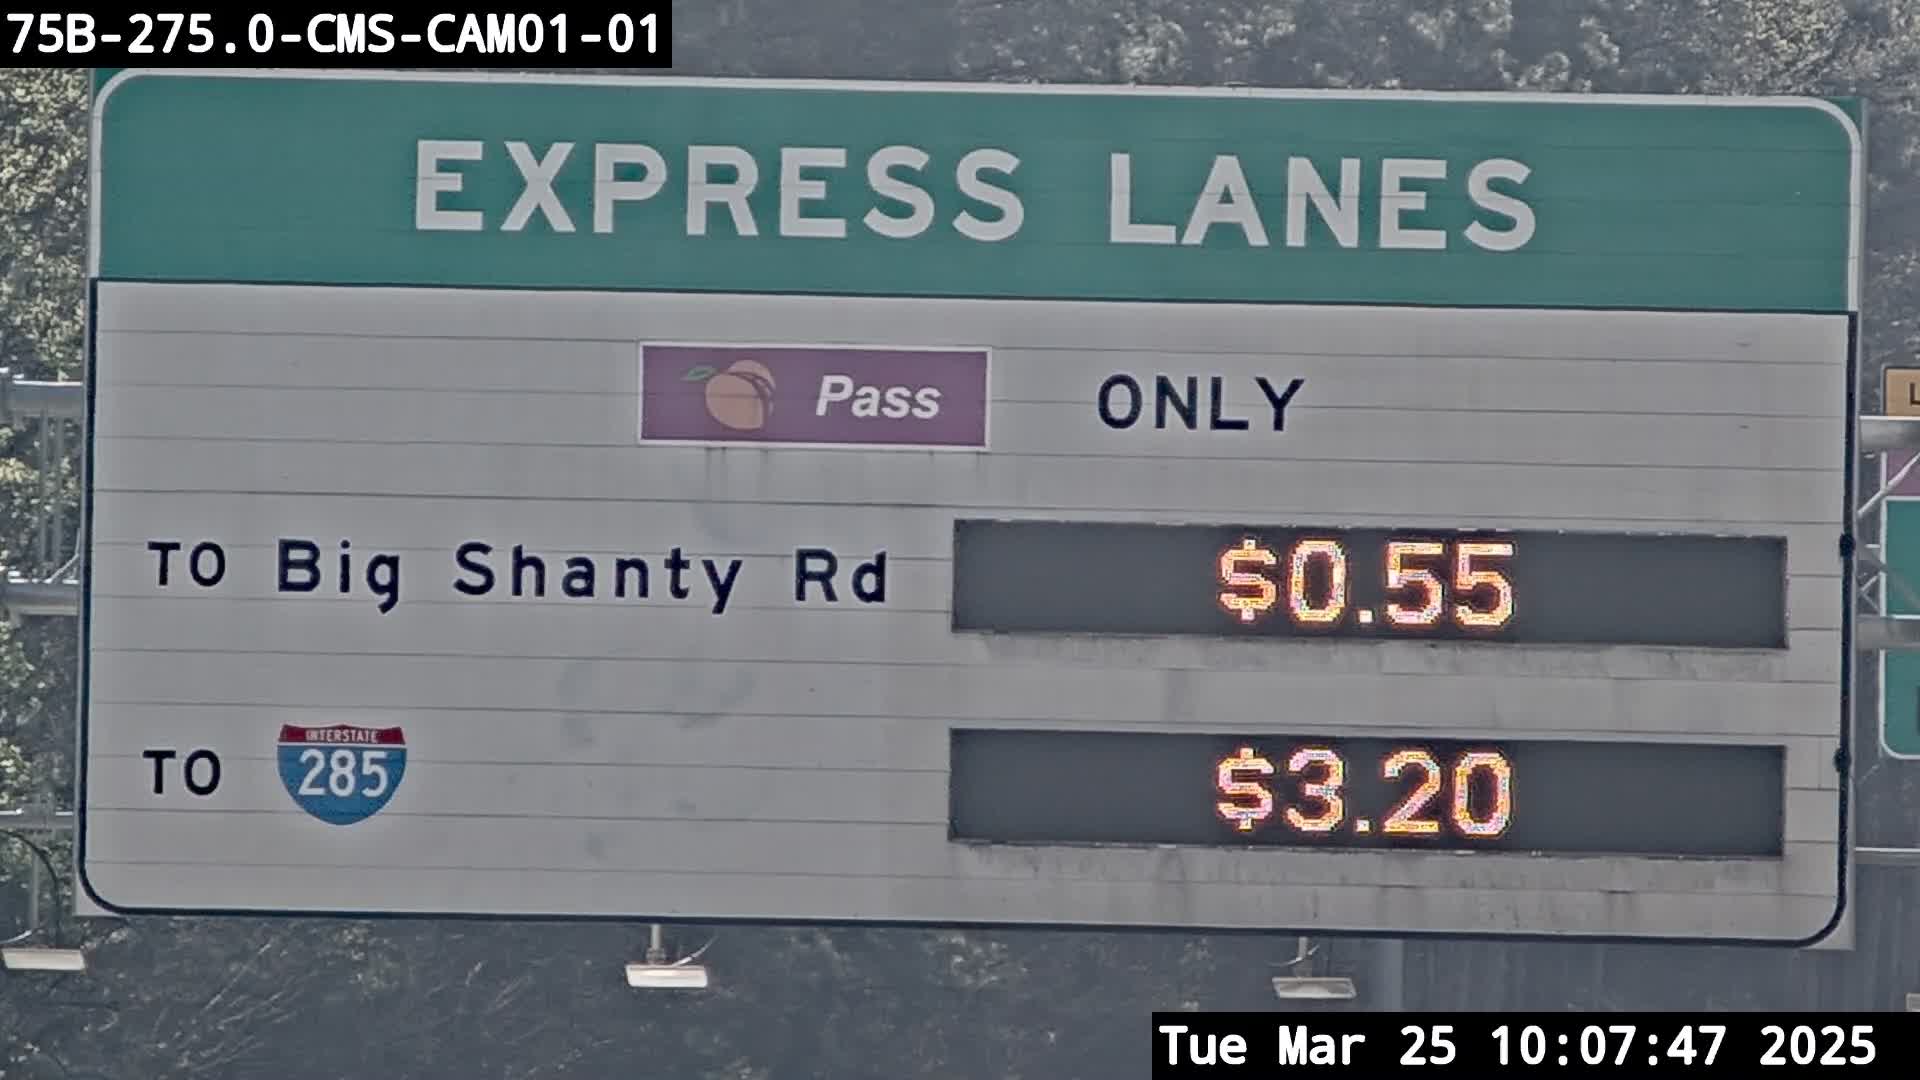 75B-275.0-CMS-CAM01-01
EXPRESS LANES
Pass ONLY
TO Big Shanty Rd $0.55
TO INTERSTATE 285 $3.20
Tue Mar 25 10:07:47 2025